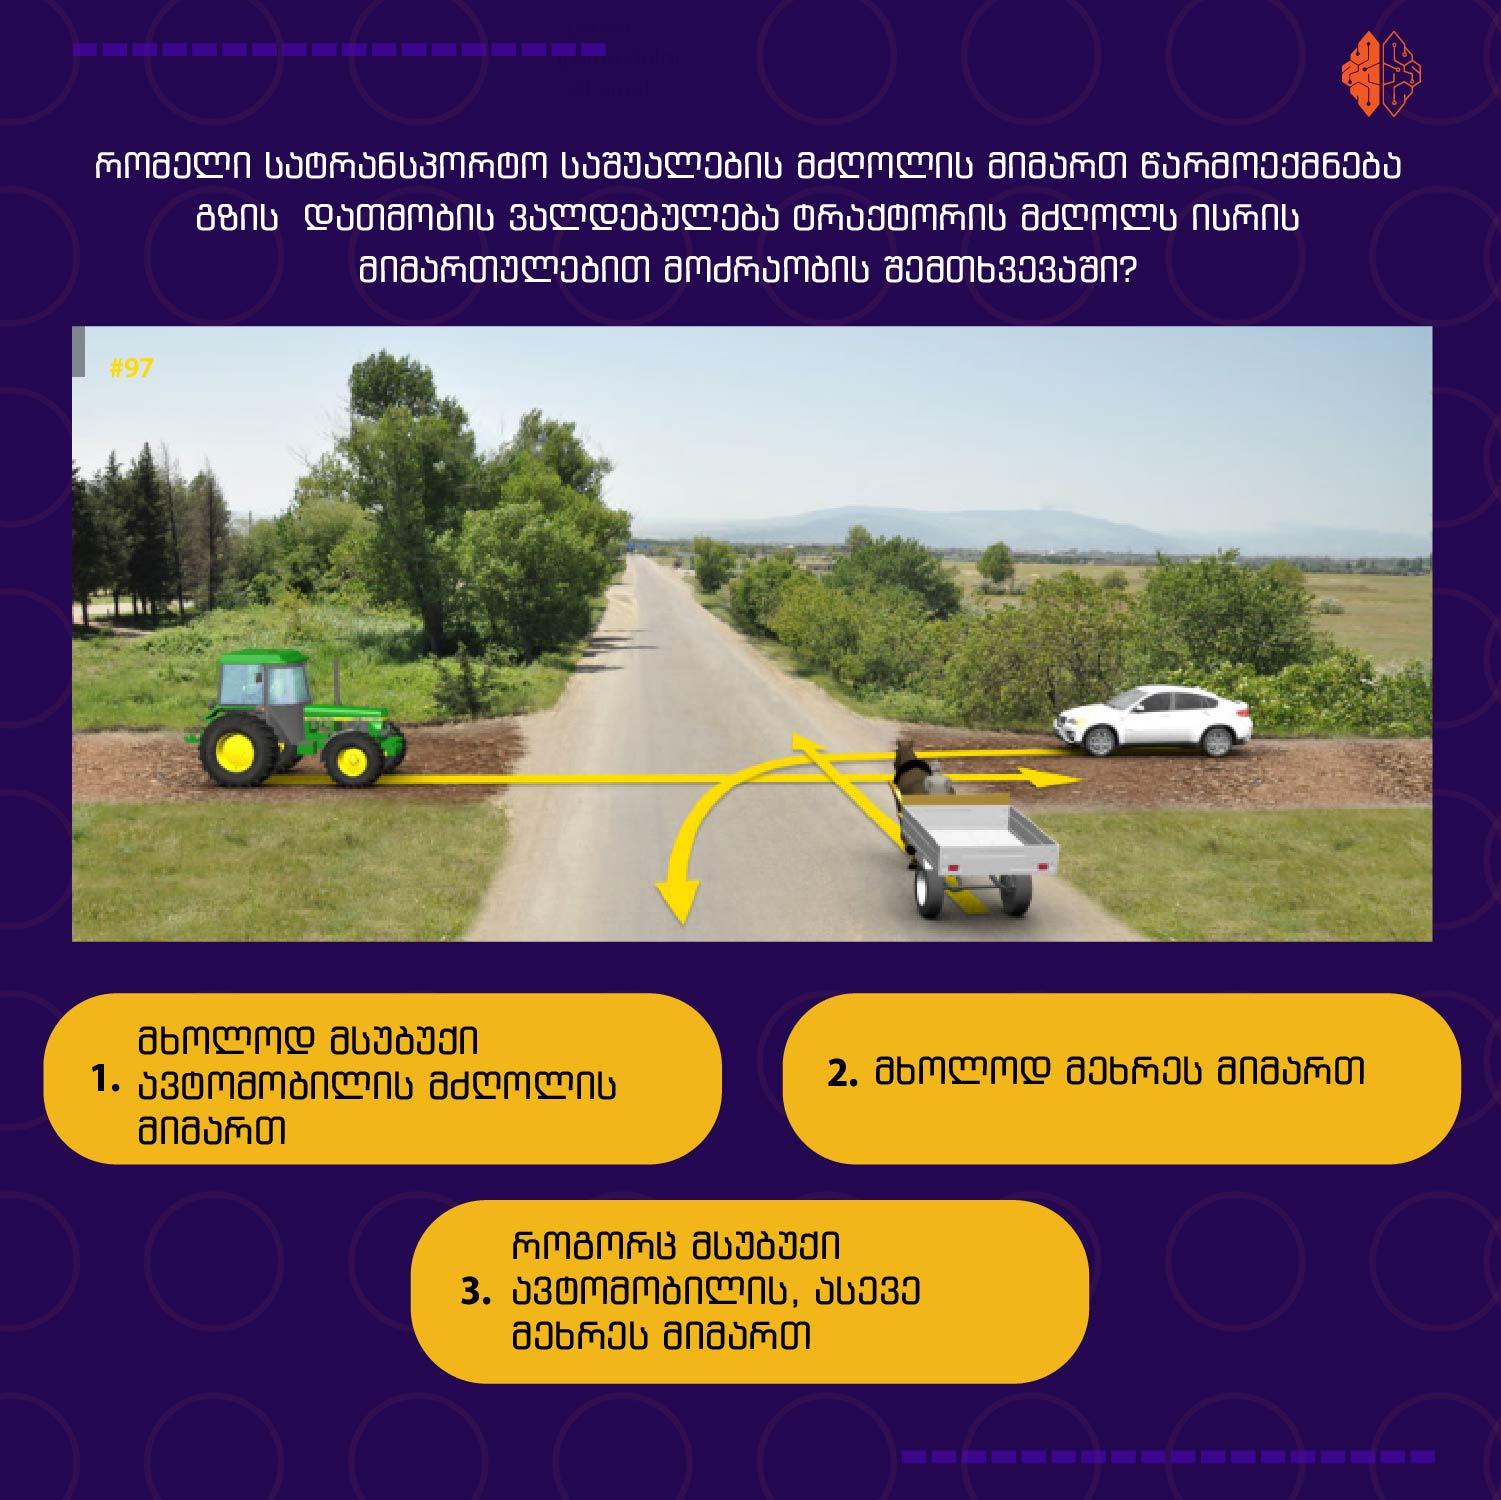 რომელი სატრანსპორტო საშუალების მძღოლის მიმართ წარმოექმნება
გზის დათმობის ვალდებულება ტრაქტორის მძღოლს ისრის
მიმართულებით მოძრაობის შემთხვევაში?
#97
მხოლოდ მსუბუქი
1. ავტომობილის მძღოლის
მიმართ
2. მხოლოდ მეხრეს მიმართ
როგორც მსუბუქი
3. ავტომობილის, ასევე
მეხრეს მიმართ